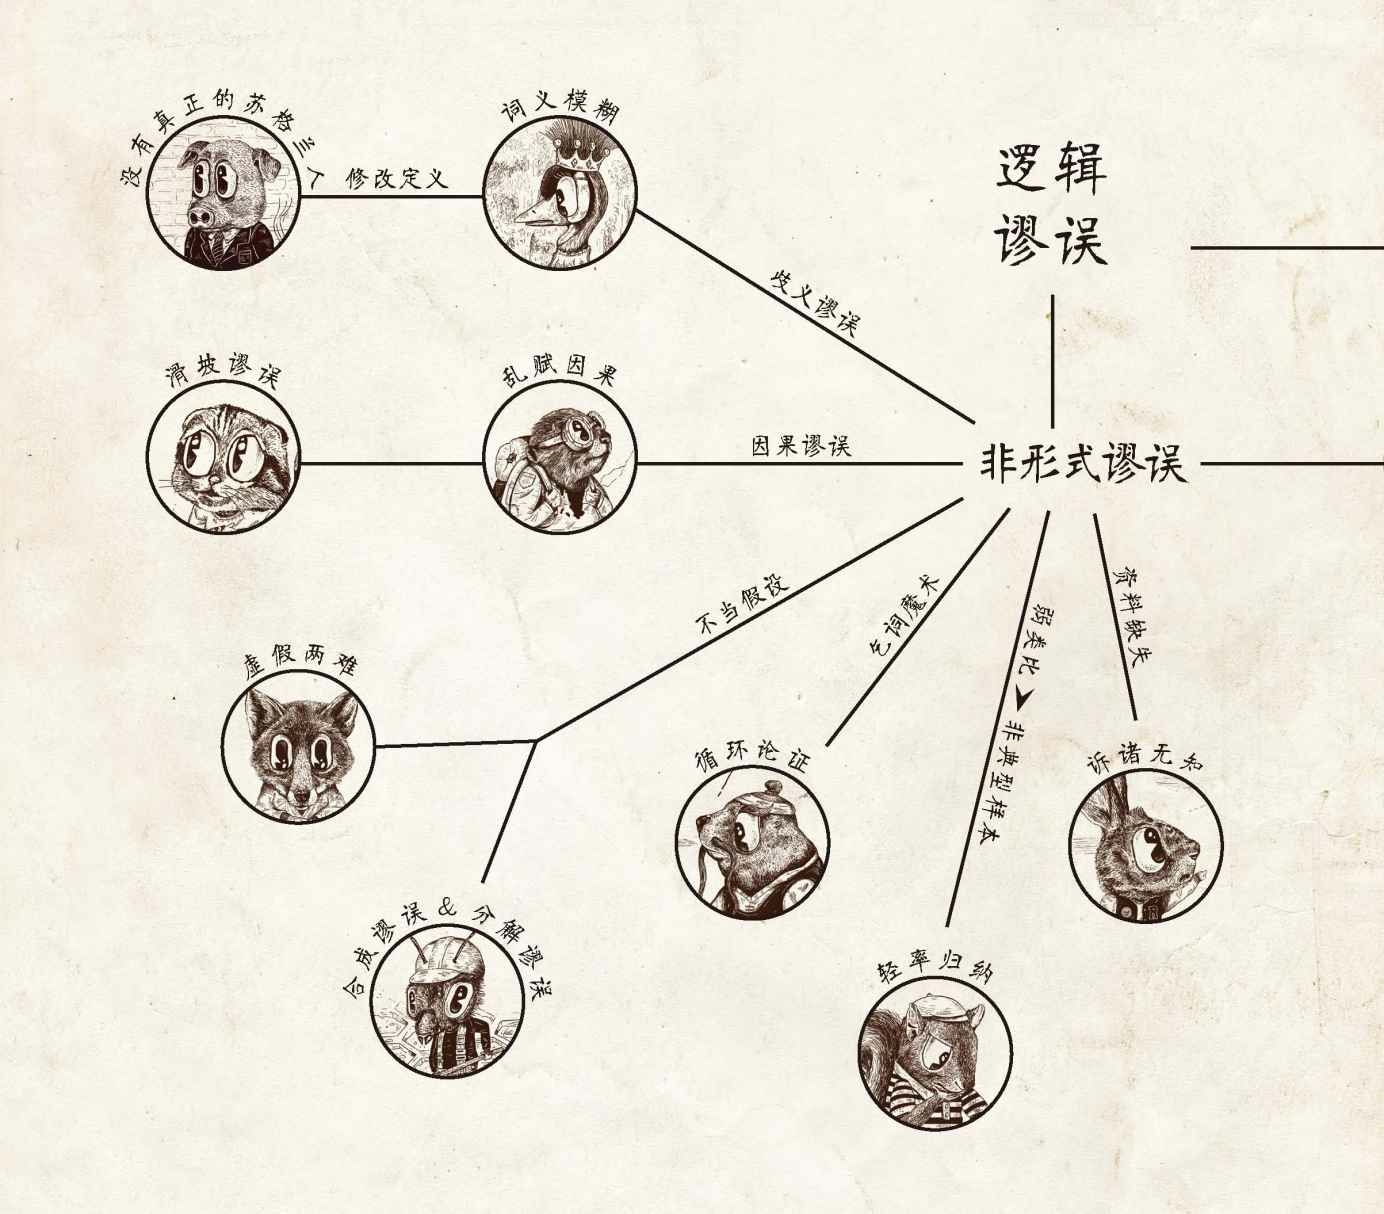 没有真正的苏格兰人
修改定义
词义模糊
逻辑
谬误
歧义谬误
滑坡谬误
乱赋因果
因果谬误
非形式谬误
不当假设
乞词魔术
弱类比➤非典型样本
资料缺失
虚假两难
循环论证
诉诸无知
合成谬误&分解谬误
轻率归纳